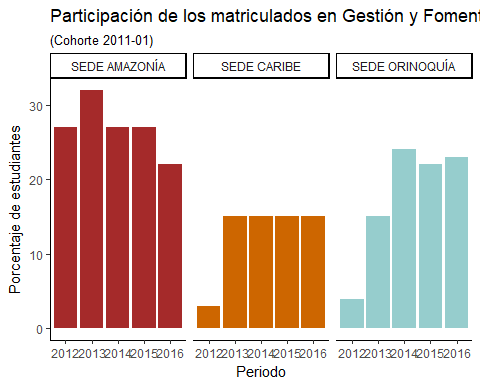 Participación de los matriculados en Gestión y Foment
(Cohorte 2011-01)
SEDE AMAZONÍA SEDE CARIBE SEDE ORINOQUÍA
30
20
10
0
Porcentaje de estudiantes
2012 2013 2014 2015 2016 2012 2013 2014 2015 2016 2012 2013 2014 2015 2016
Periodo